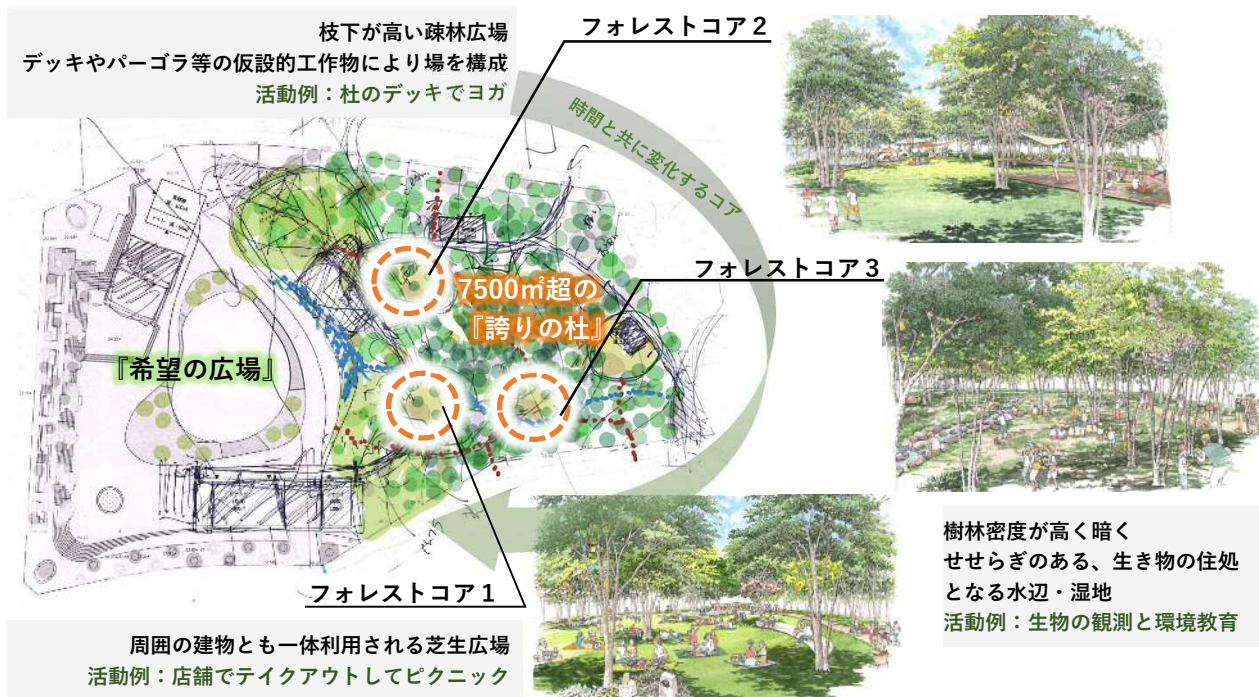 枝下が高い疎林広場
デッキやパーゴラ等の仮設的工作物により場を構成
活動例：杜のデッキでヨガ
フォレストコア２
時間と共に変化するコア
フォレストコア３
7500㎡超の
『誇りの杜』
『希望の広場』
フォレストコア１
周囲の建物とも一体利用される芝生広場
活動例：店舗でテイクアウトしてピクニック
樹林密度が高く暗く
せせらぎのある、生き物の住処
となる水辺・湿地
活動例：生物の観測と環境教育